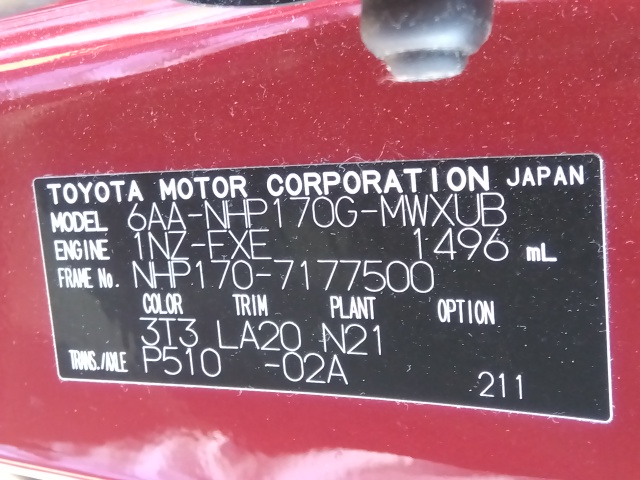 TOYOTA MOTOR CORPORATION JAPAN
MODEL 6AA-NHP170G-MWXUB
ENGINE 1NZ-FXE 1496 mL
FRAME No. NHP170-7177500
COLOR TRIM PLANT OPTION
3T3 LA20 N21
TRANS./AXLE P510 -02A 211